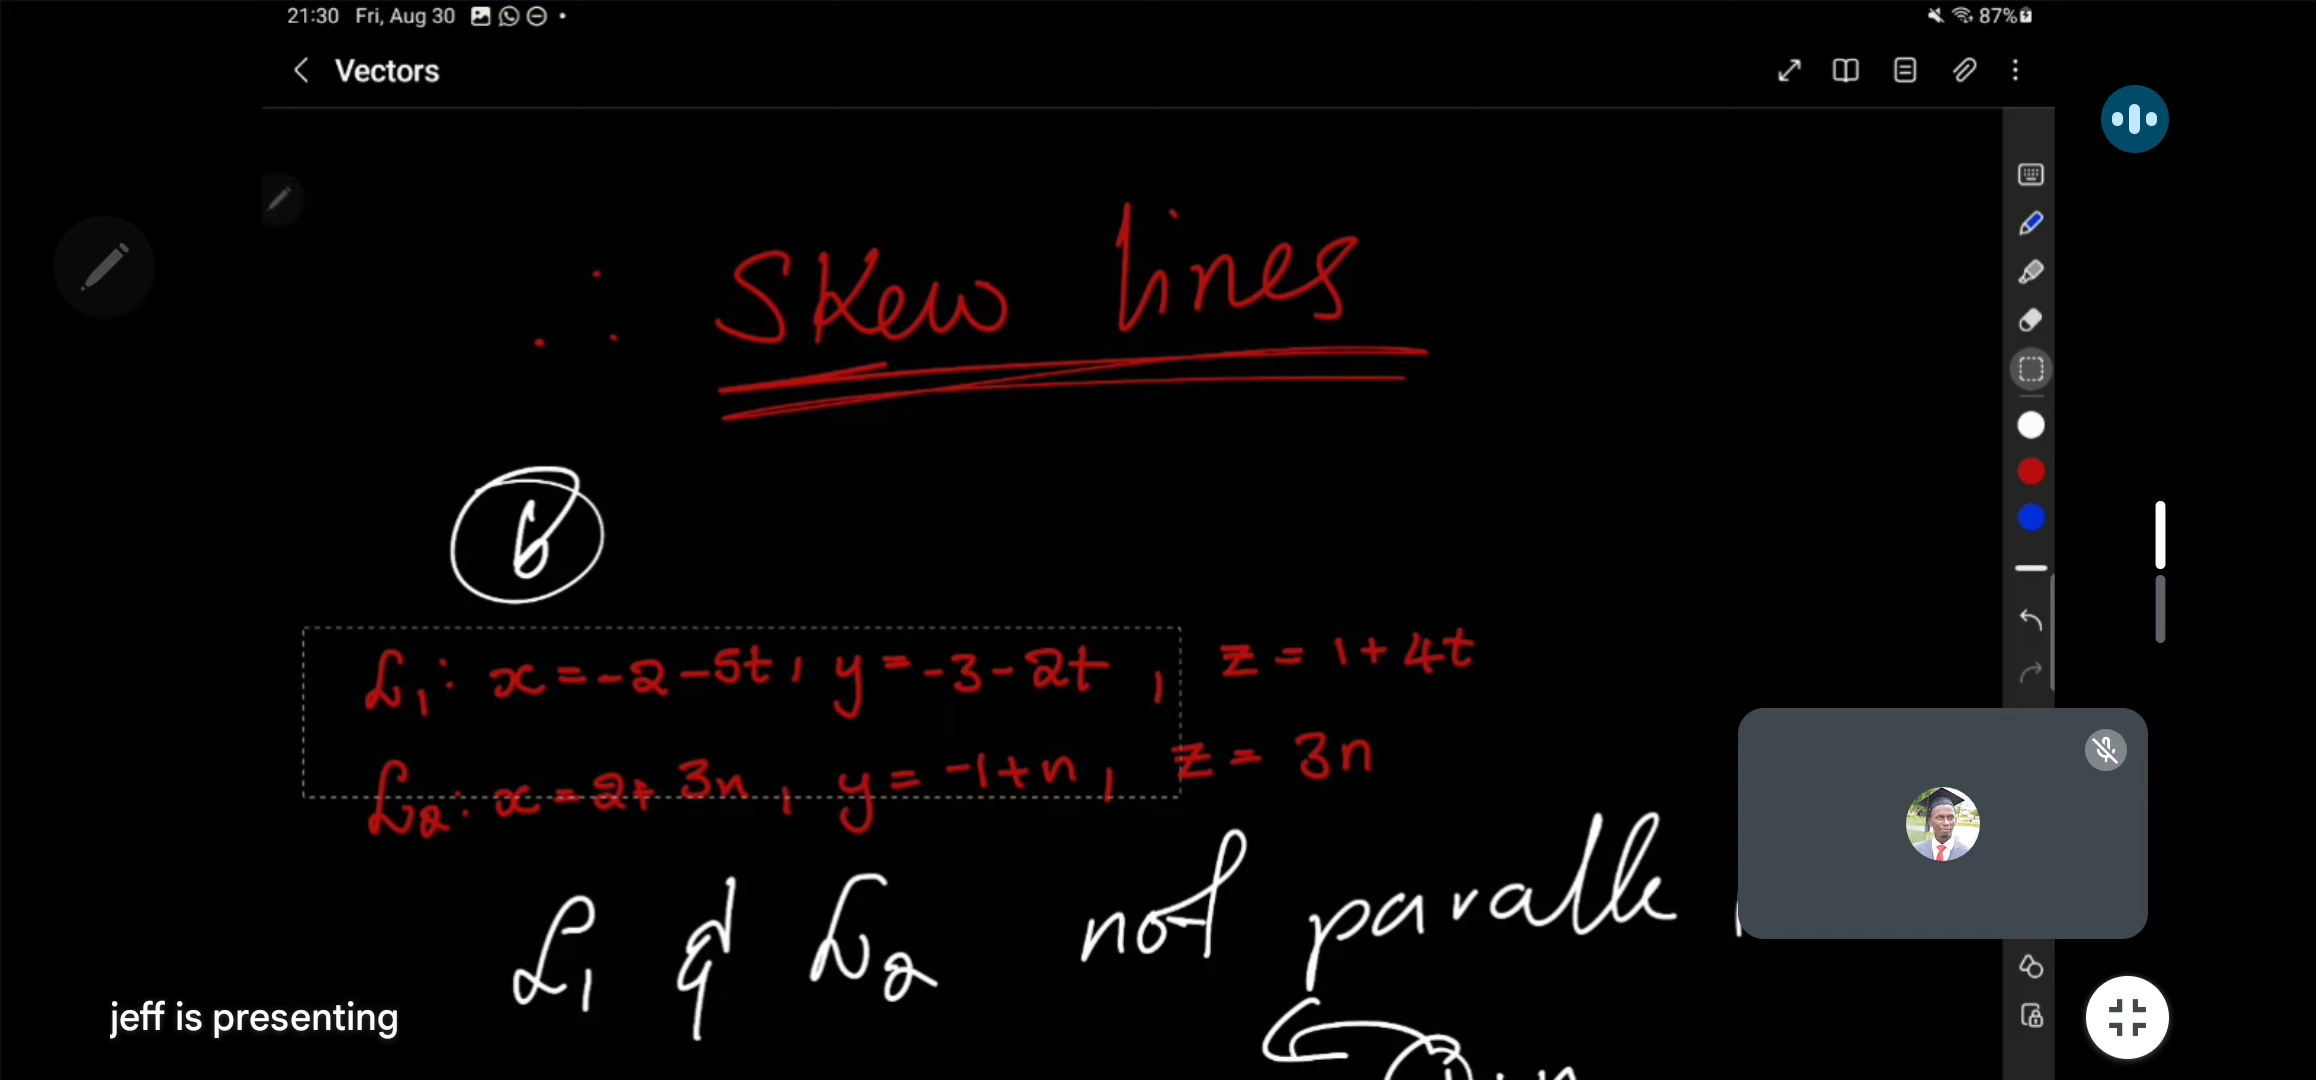 21:30 Fri, Aug 30 87%
Vectors
∴ Skew lines
b
L₁: x = -2 - 5t, y = -3 - 2t, z = 1 + 4t
L₂: x = 2 + 3n, y = -1 + n, z = 3n
L₁ & L₂ not paralle
jeff is presenting